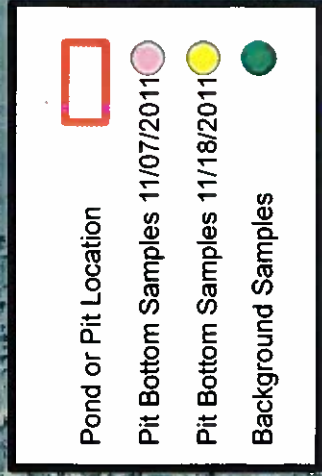 Pond or Pit Location
Pit Bottom Samples 11/07/2011
Pit Bottom Samples 11/18/2011
Background Samples